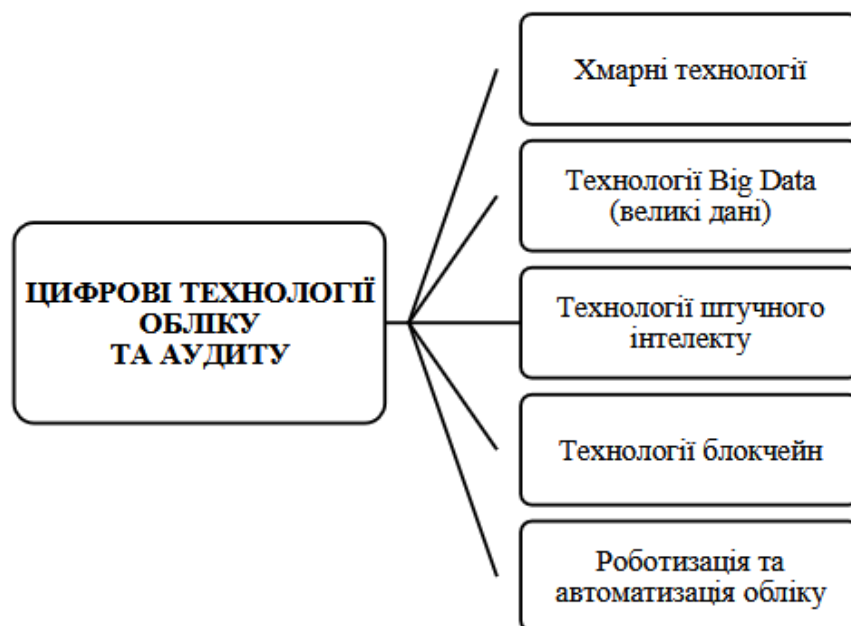 ЦИФРОВІ ТЕХНОЛОГІЇ
ОБЛІКУ
ТА АУДИТУ
Хмарні технології
Технології Big Data
(великі дані)
Технології штучного
інтелекту
Технології блокчейн
Роботизація та
автоматизація обліку